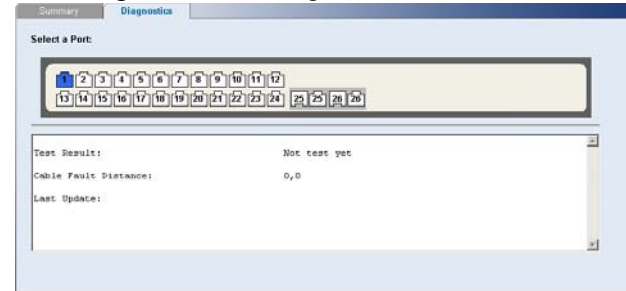 Summary Diagnostics
Select a Port:
1 2 3 4 5 6 7 8 9 10 11 12
13 14 15 16 17 18 19 20 21 22 23 24 25 25 26 26
Test Result: Not test yet
Cable Fault Distance: 0,0
Last Update: